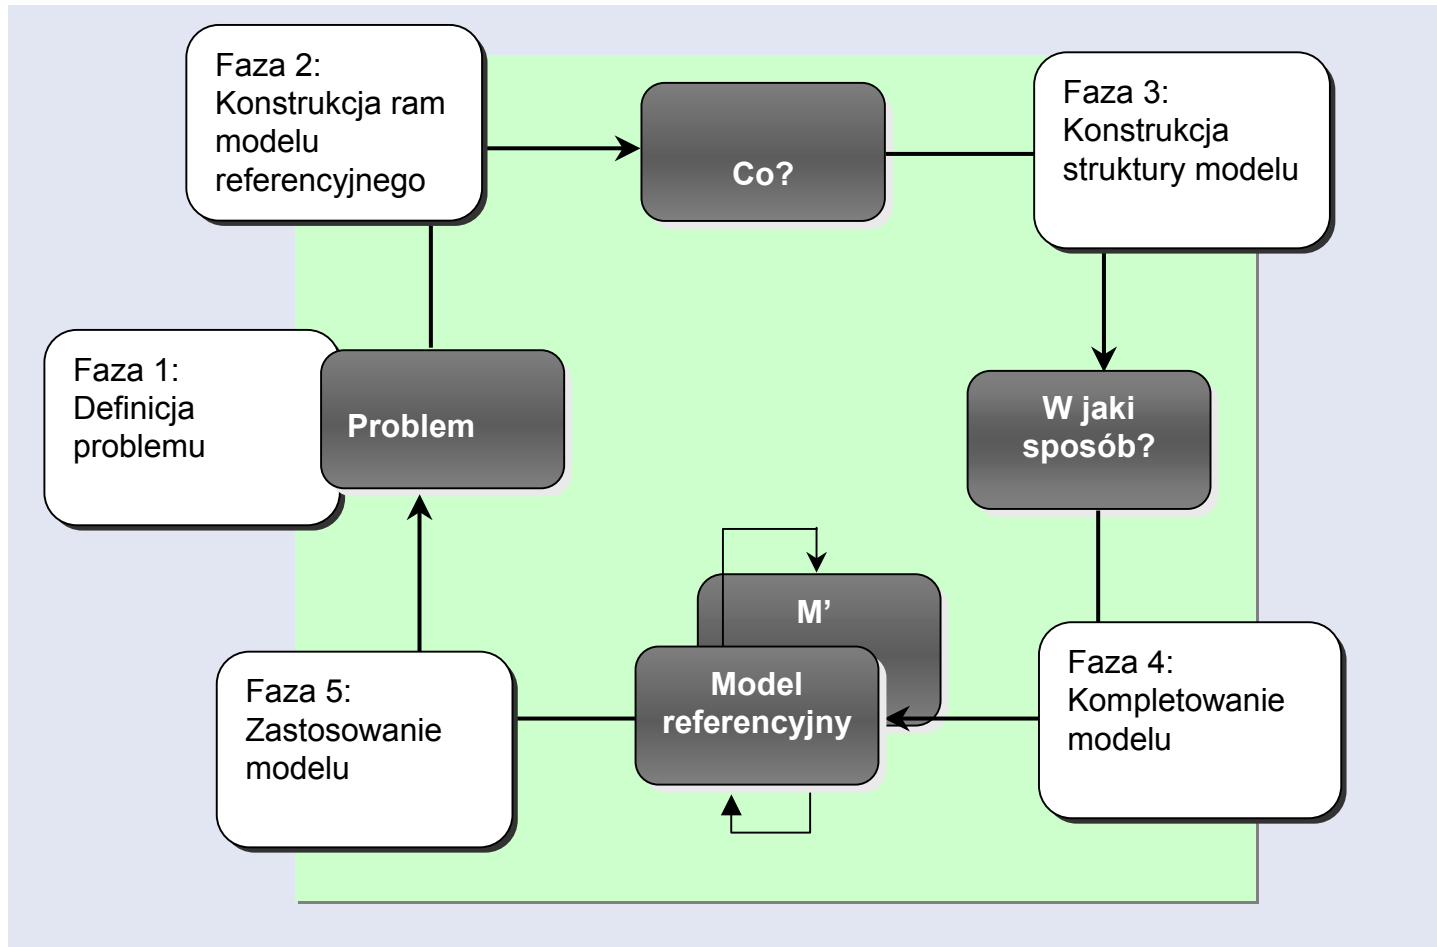 Faza 2:
Konstrukcja ram
modelu
referencyjnego
Co?
Faza 3:
Konstrukcja
struktury modelu
Faza 1:
Definicja
problemu
Problem
W jaki
sposób?
M’
Model
referencyjny
Faza 4:
Kompletowanie
modelu
Faza 5:
Zastosowanie
modelu